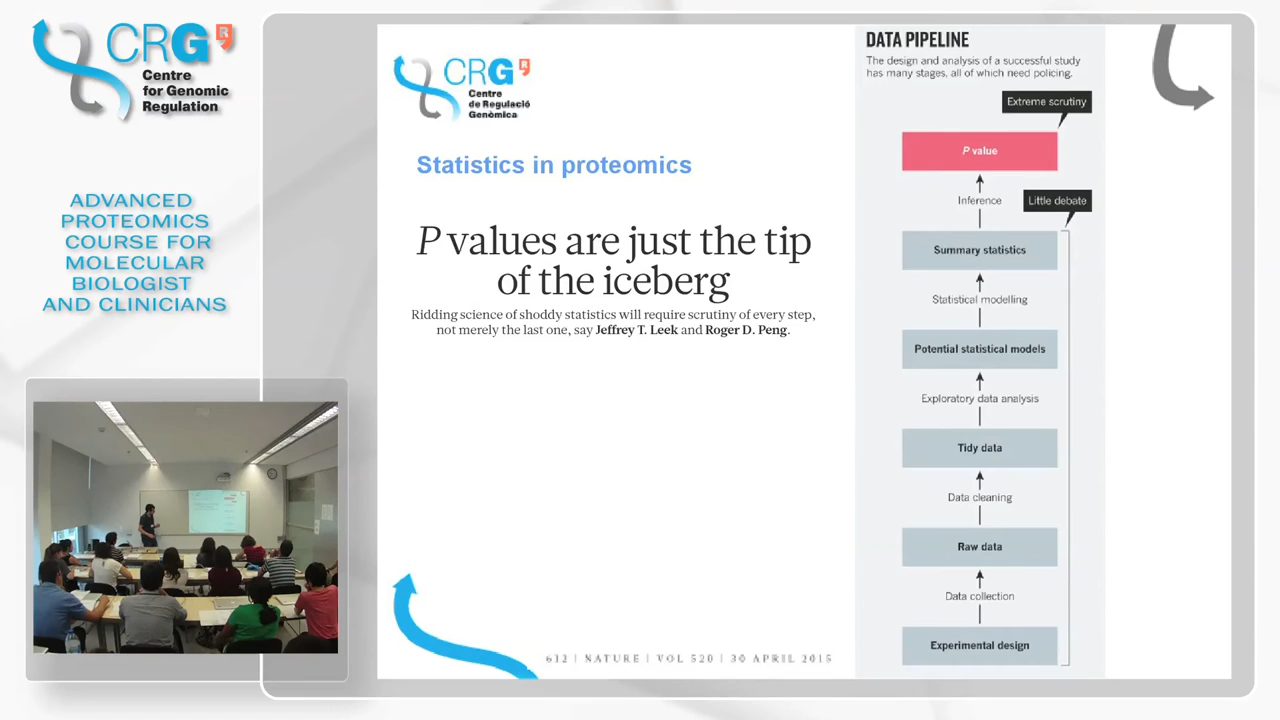 CRG
Centre
for Genomic
Regulation
ADVANCED
PROTEOMICS
COURSE FOR
MOLECULAR
BIOLOGIST
AND CLINICIANS
CRG
Centre
de Regulació
Genòmica
Statistics in proteomics
P values are just the tip
of the iceberg
Ridding science of shoddy statistics will require scrutiny of every step,
not merely the last one, say Jeffrey T. Leek and Roger D. Peng.
612 | NATURE | VOL 520 | 30 APRIL 2015
DATA PIPELINE
The design and analysis of a successful study
has many stages, all of which need policing.
Extreme scrutiny
P value
Inference
Little debate
Summary statistics
Statistical modelling
Potential statistical models
Exploratory data analysis
Tidy data
Data cleaning
Raw data
Data collection
Experimental design